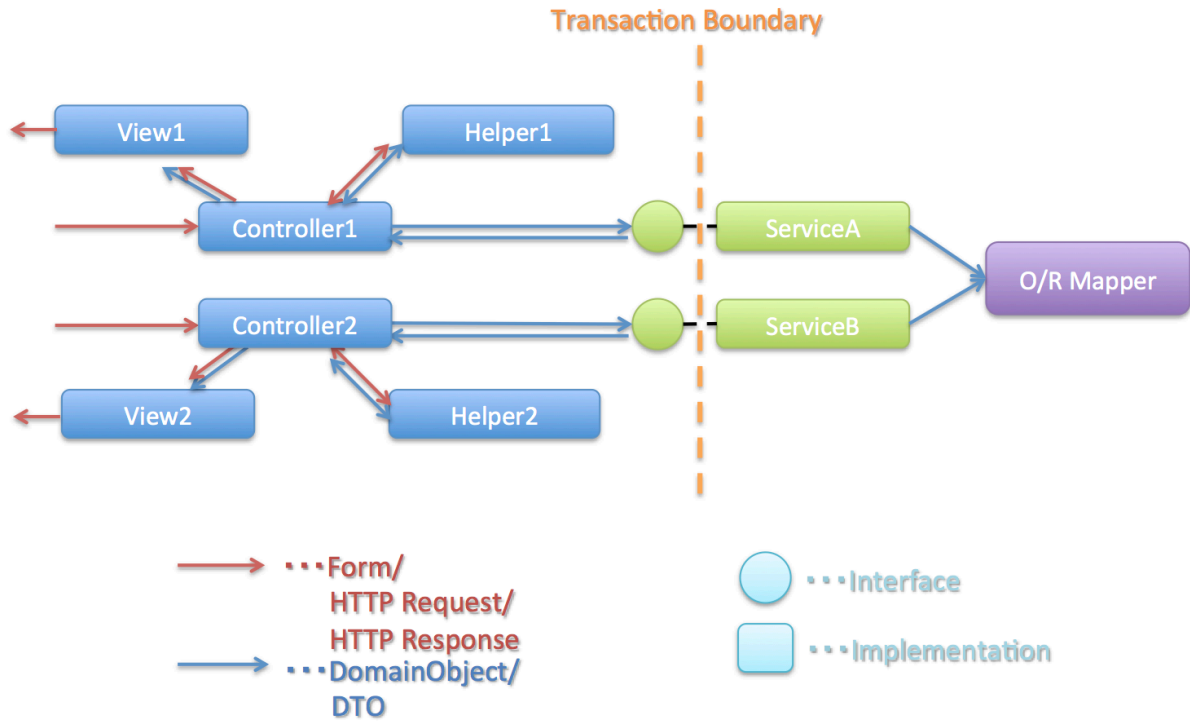 Transaction Boundary
View1
Helper1
Controller1
ServiceA
O/R Mapper
Controller2
ServiceB
View2
Helper2
･･･Form/
HTTP Request/
HTTP Response
･･･DomainObject/
DTO
･･･Interface
･･･Implementation